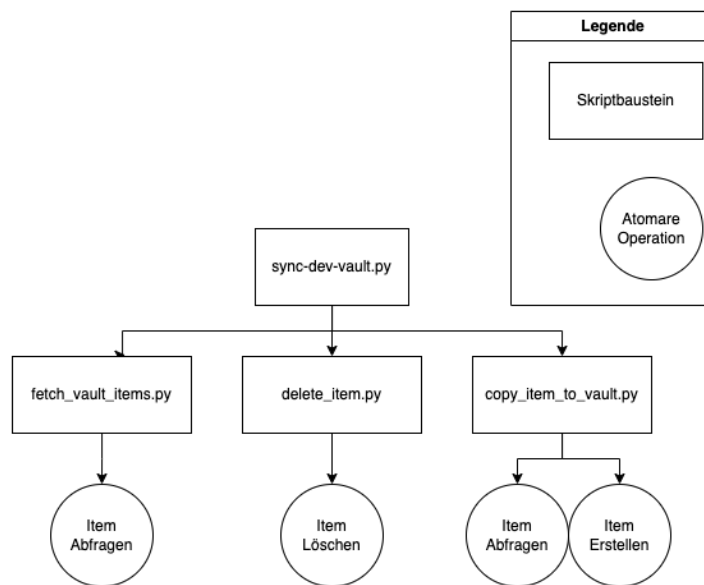 Legende
Skriptbaustein
Atomare
Operation
sync-dev-vault.py
fetch_vault_items.py
delete_item.py
copy_item_to_vault.py
Item
Abfragen
Item
Löschen
Item
Abfragen
Item
Erstellen